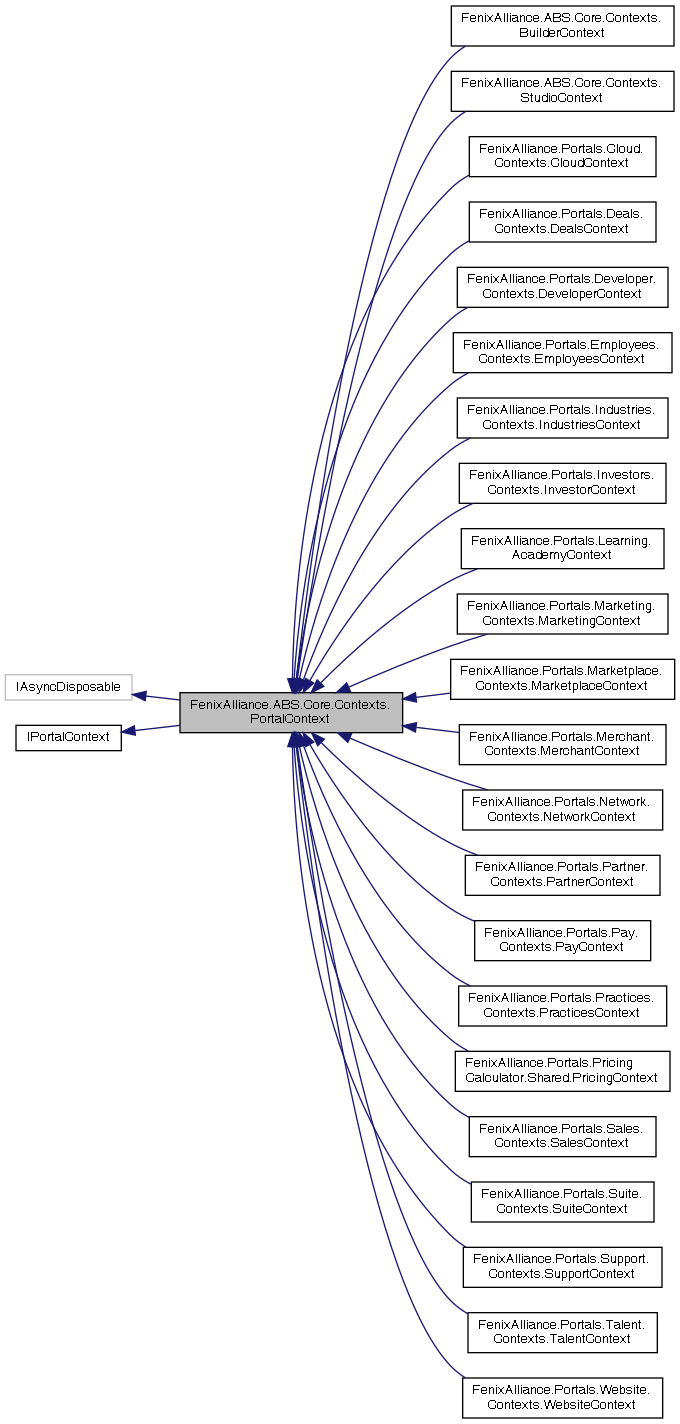 FenixAlliance.ABS.Core.Contexts.
BuilderContext
FenixAlliance.ABS.Core.Contexts.
StudioContext
FenixAlliance.Portals.Cloud.
Contexts.CloudContext
FenixAlliance.Portals.Deals.
Contexts.DealsContext
FenixAlliance.Portals.Developer.
Contexts.DeveloperContext
FenixAlliance.Portals.Employees.
Contexts.EmployeesContext
FenixAlliance.Portals.Industries.
Contexts.IndustriesContext
FenixAlliance.Portals.Investors.
Contexts.InvestorContext
FenixAlliance.Portals.Learning.
AcademyContext
FenixAlliance.Portals.Marketing.
Contexts.MarketingContext
IAsyncDisposable
IPortalContext
FenixAlliance.ABS.Core.Contexts.
PortalContext
FenixAlliance.Portals.Marketplace.
Contexts.MarketplaceContext
FenixAlliance.Portals.Merchant.
Contexts.MerchantContext
FenixAlliance.Portals.Network.
Contexts.NetworkContext
FenixAlliance.Portals.Partner.
Contexts.PartnerContext
FenixAlliance.Portals.Pay.
Contexts.PayContext
FenixAlliance.Portals.Practices.
Contexts.PracticesContext
FenixAlliance.Portals.Pricing
Calculator.Shared.PricingContext
FenixAlliance.Portals.Sales.
Contexts.SalesContext
FenixAlliance.Portals.Suite.
Contexts.SuiteContext
FenixAlliance.Portals.Support.
Contexts.SupportContext
FenixAlliance.Portals.Talent.
Contexts.TalentContext
FenixAlliance.Portals.Website.
Contexts.WebsiteContext